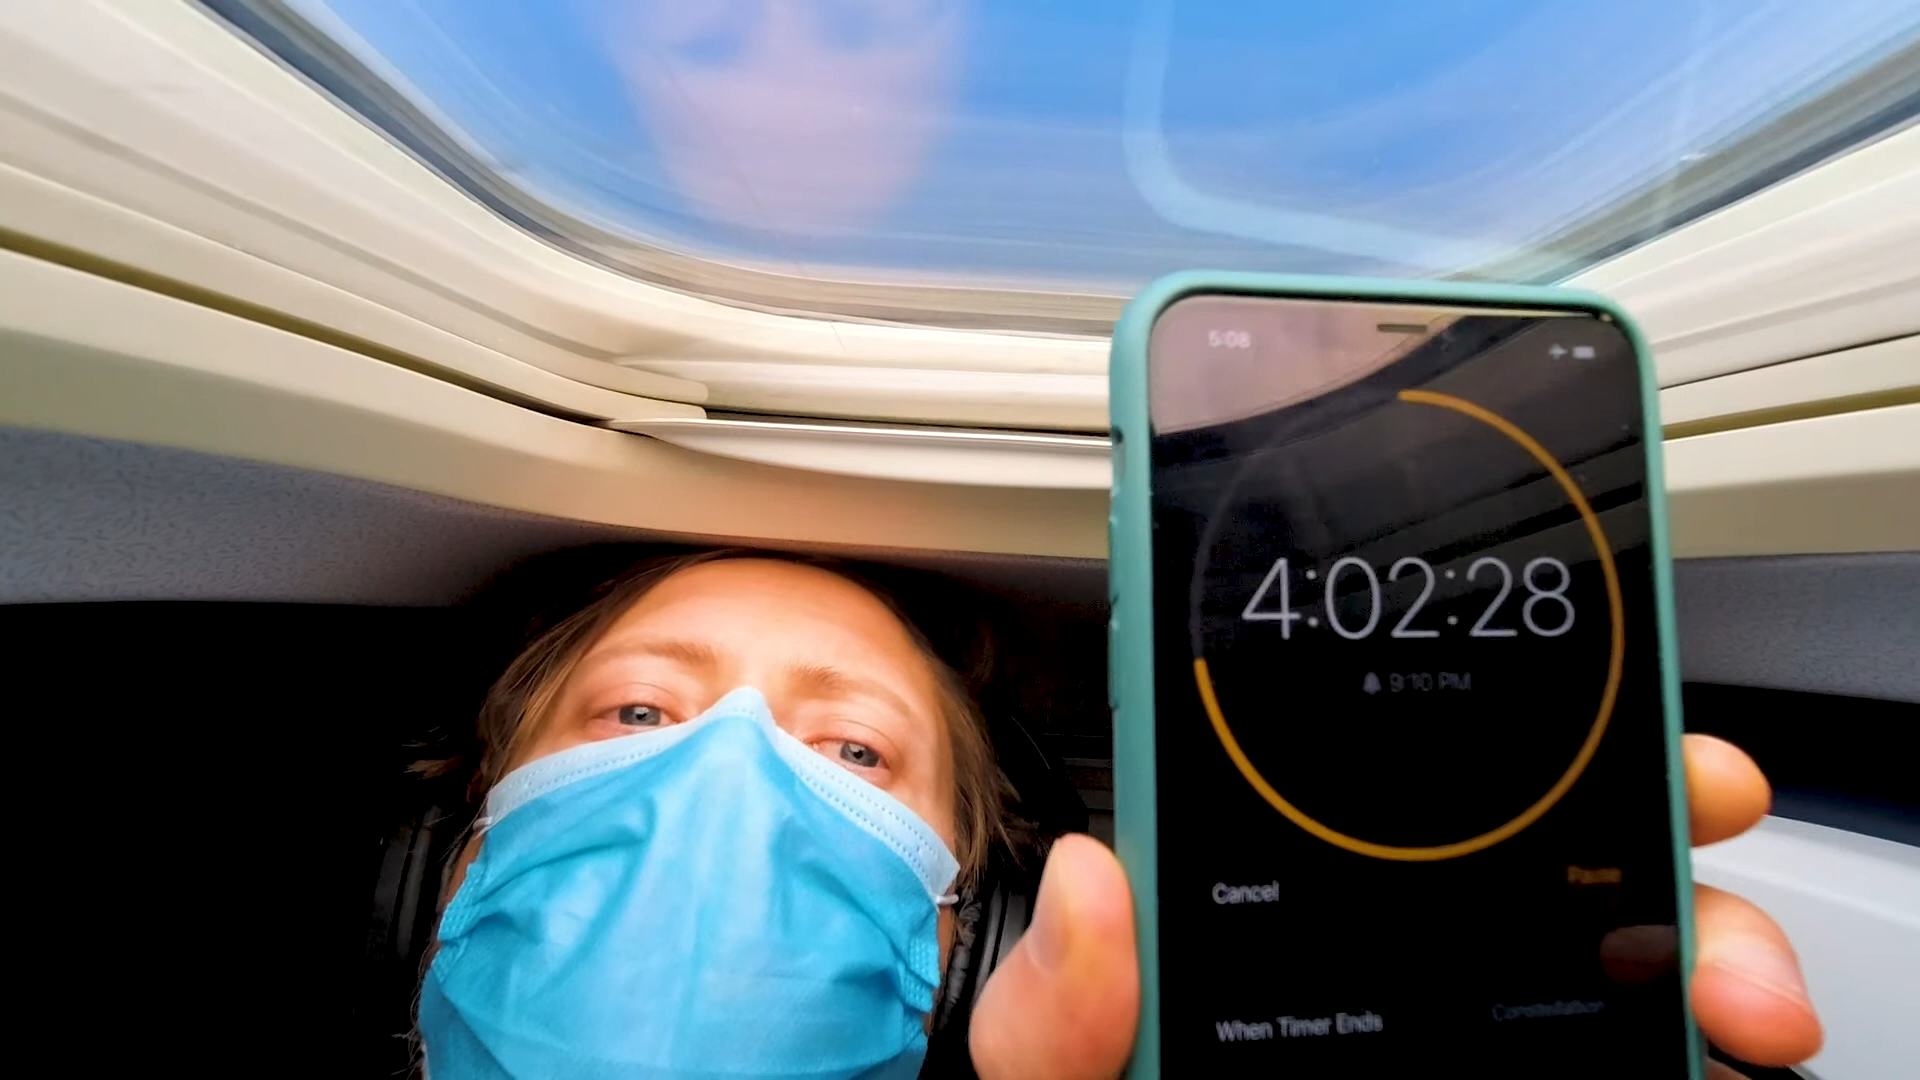 5:08
4:02:28
9:10 PM
Cancel
Pause
When Timer Ends
Constellation